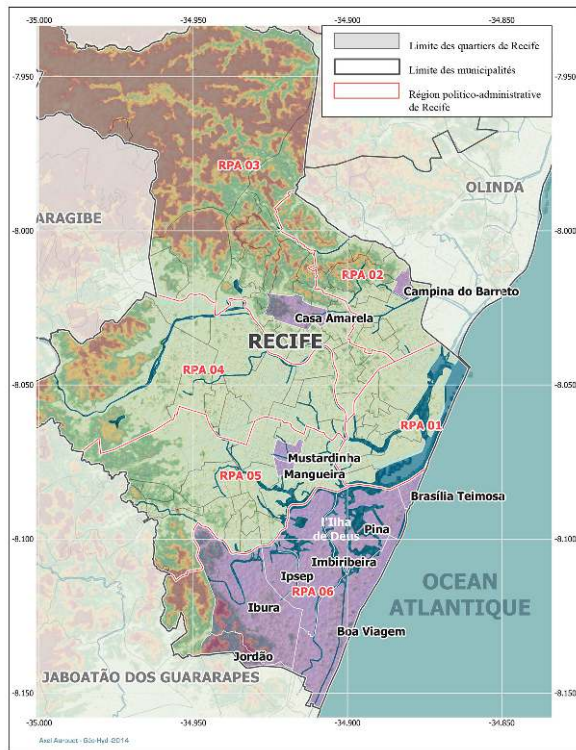 -35.000
-34.950
-34.900
-34.850
Limite des quartiers de Recife
Limite des municipalités
Région politico-administrative
de Recife
-7.950
-7.950
RPA 03
OLINDA
ARAGIBE
-8.000
-8.000
RPA 02
Campina do Barreto
Casa Amarela
RECIFE
-8.050
-8.050
RPA 04
RPA 01
Mustardinha
RPA 05
Mangueira
Brasília Teimosa
l'Ilha
de Deus
Pina
-8.100
-8.100
Imbiribeira
Ipsep
RPA 06
OCEAN
ATLANTIQUE
Ibura
Boa Viagem
Jordão
JABOATÃO DOS GUARARAPES
-8.150
-8.150
-35.000
-34.950
-34.900
-34.850